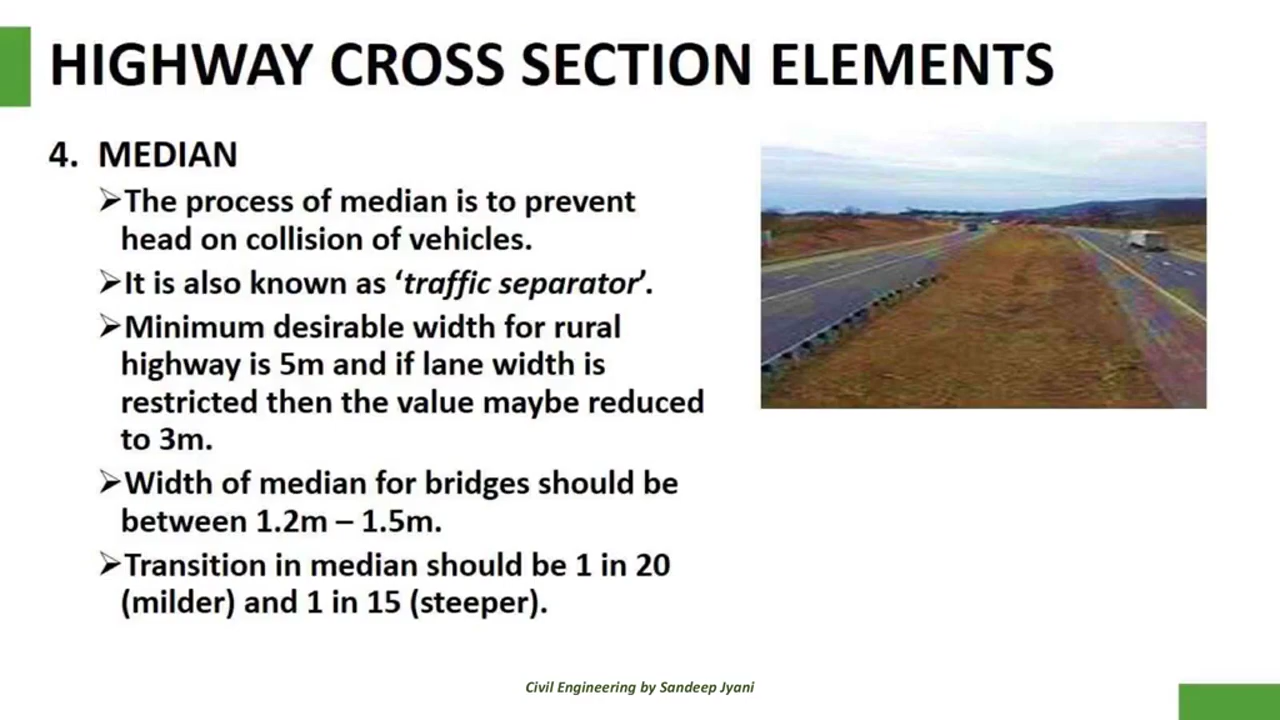 HIGHWAY CROSS SECTION ELEMENTS
4. MEDIAN
➢The process of median is to prevent
head on collision of vehicles.
➢It is also known as ‘traffic separator’.
➢Minimum desirable width for rural
highway is 5m and if lane width is
restricted then the value maybe reduced
to 3m.
➢Width of median for bridges should be
between 1.2m – 1.5m.
➢Transition in median should be 1 in 20
(milder) and 1 in 15 (steeper).
Civil Engineering by Sandeep Jyani